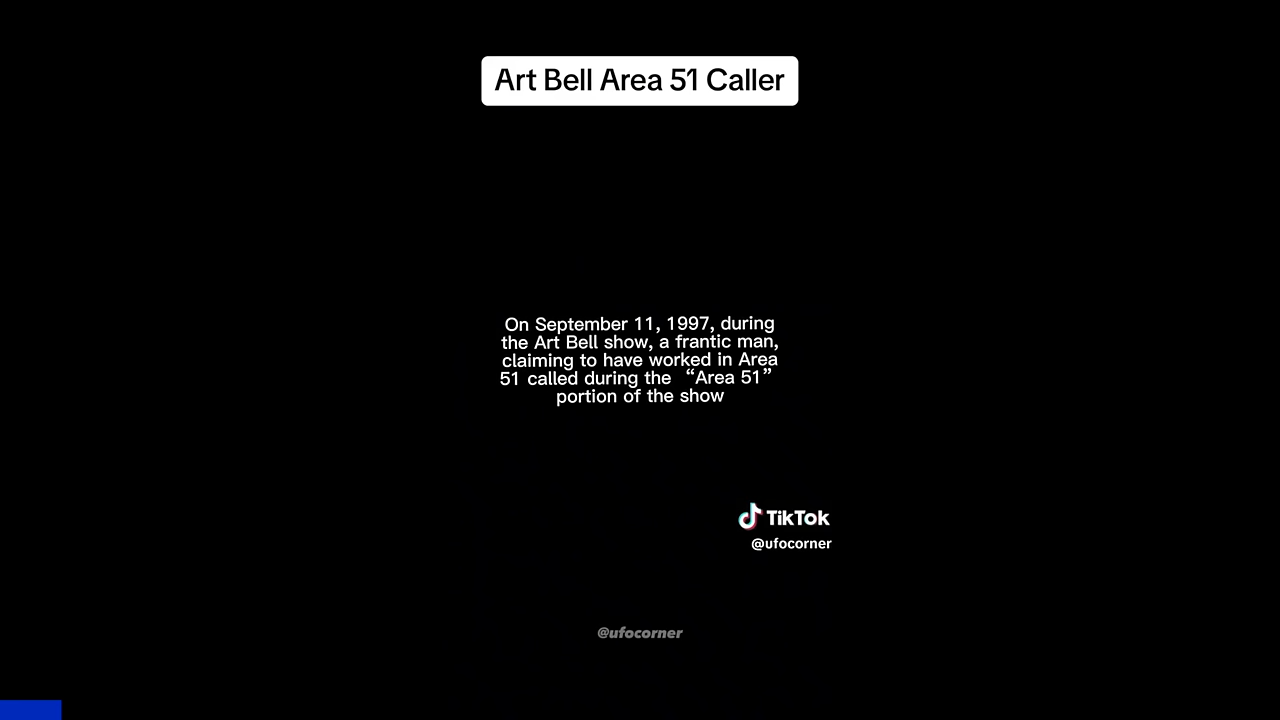 Art Bell Area 51 Caller
On September 11, 1997, during
the Art Bell show, a frantic man,
claiming to have worked in Area
51 called during the “Area 51”
portion of the show
TikTok
@ufocorner
@ufocorner